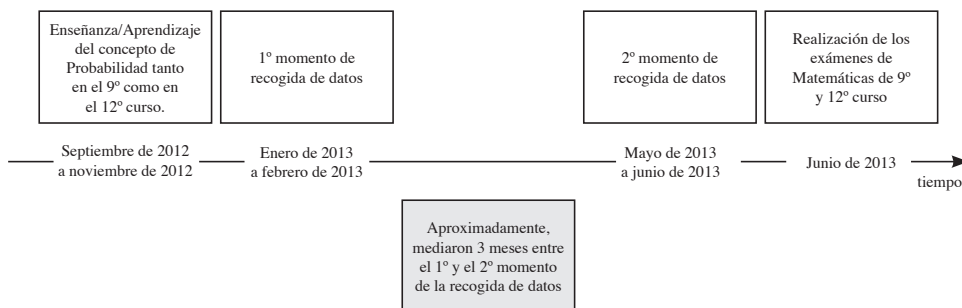 Enseñanza/Aprendizaje
del concepto de
Probabilidad tanto
en el 9º como en
el 12º curso.
1º momento de
recogida de datos
2º momento de
recogida de datos
Realización de los
exámenes de
Matemáticas de 9º
y 12º curso
Septiembre de 2012
a noviembre de 2012
Enero de 2013
a febrero de 2013
Mayo de 2013
a junio de 2013
Junio de 2013
tiempo
Aproximadamente,
mediaron 3 meses entre
el 1º y el 2º momento
de la recogida de datos